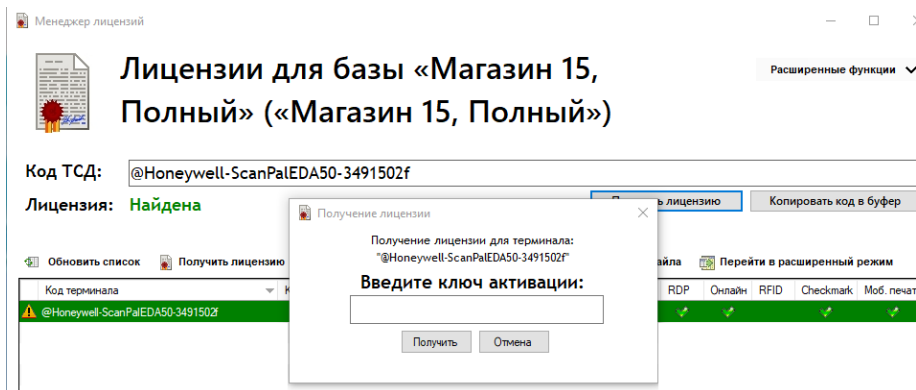 Менеджер лицензий
Лицензии для базы «Магазин 15,
Полный» («Магазин 15, Полный»)
Расширенные функции
Код ТСД:
@Honeywell-ScanPalEDA50-3491502f
Лицензия: Найдена
лицензию
Копировать код в буфер
Получение лицензии
Получение лицензии для терминала:
"@Honeywell-ScanPalEDA50-3491502f"
Введите ключ активации:
Получить
Отмена
Обновить список
Получить лицензию
Перейти в расширенный режим
Код терминала
RDP
Онлайн
RFID
Checkmark
Моб. печат
@Honeywell-ScanPalEDA50-3491502f